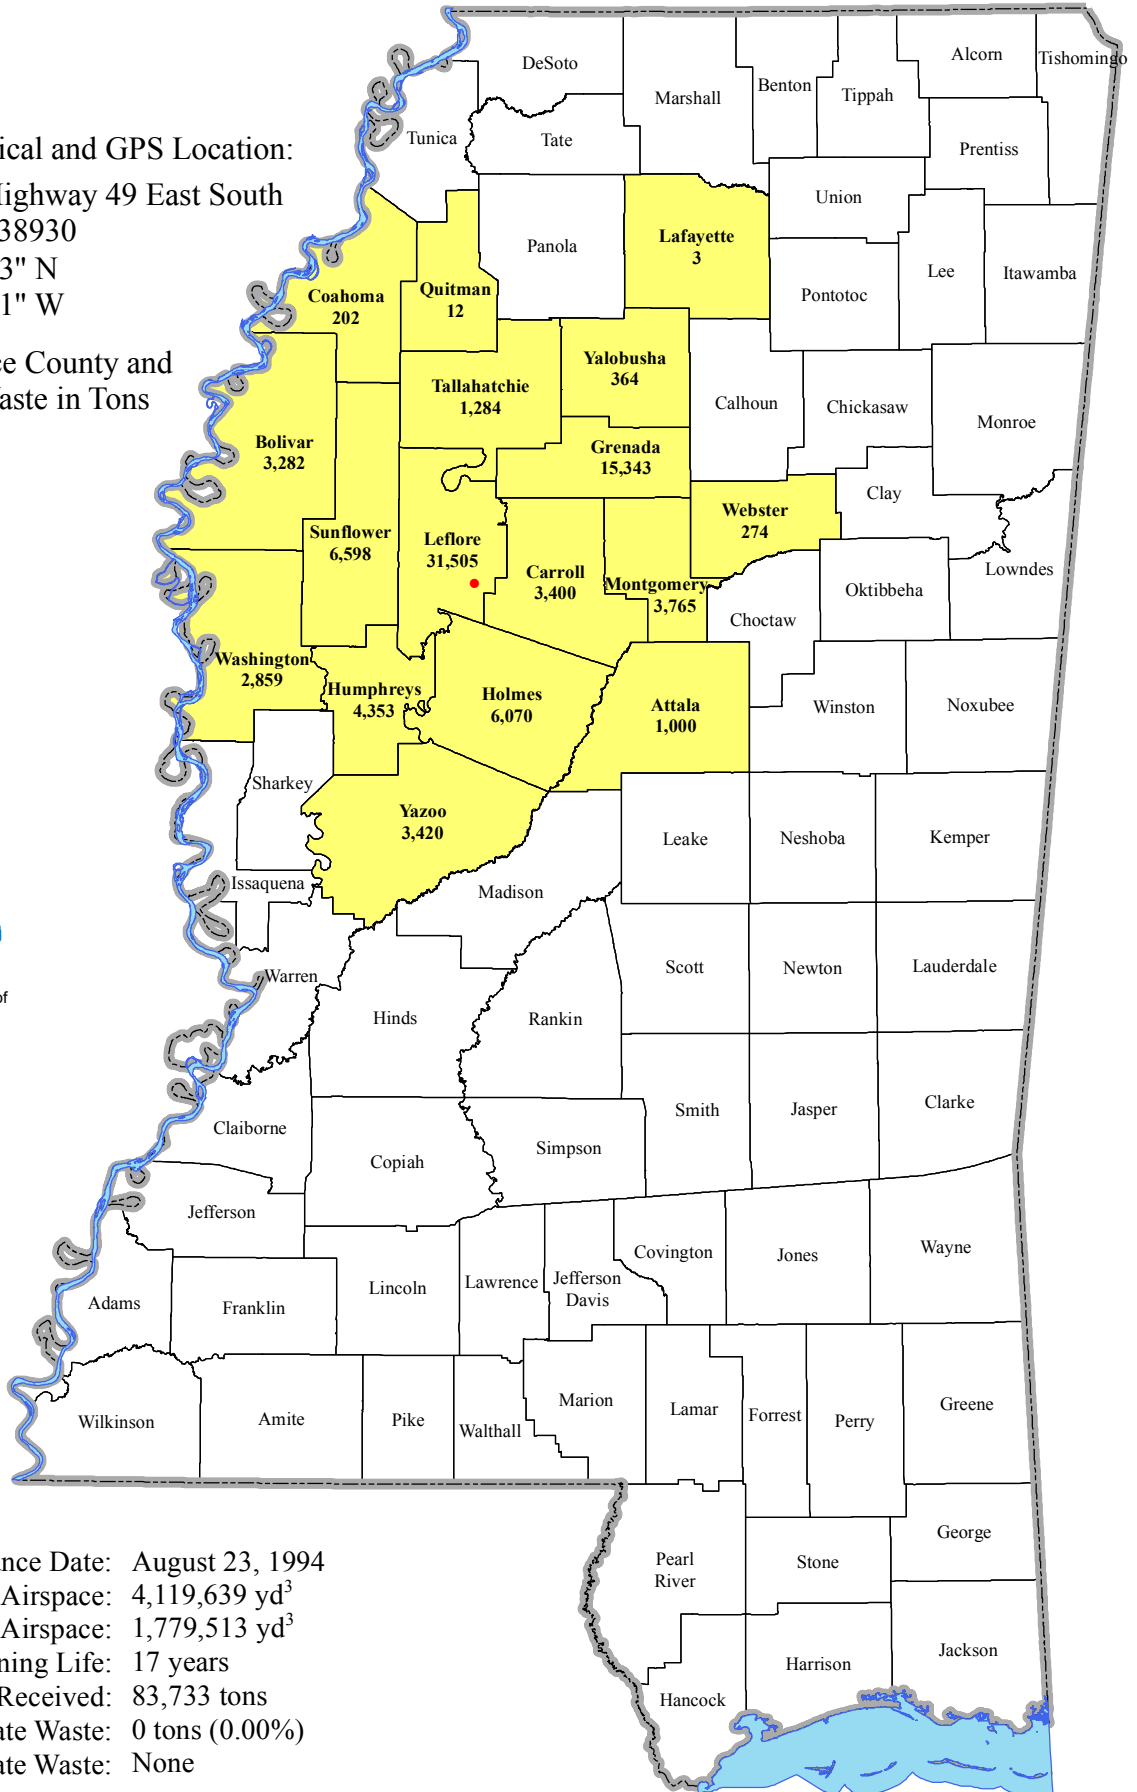 ical and GPS Location:
Highway 49 East South
38930
3" N
1" W
ce County and
Waste in Tons
of
DeSoto
Marshall
Benton
Tippah
Alcorn
Tishomingo
Tunica
Tate
Prentiss
Panola
Lafayette
3
Union
Pontotoc
Lee
Itawamba
Coahoma
202
Quitman
12
Yalobusha
364
Tallahatchie
1,284
Calhoun
Chickasaw
Monroe
Bolivar
3,282
Grenada
15,343
Clay
Sunflower
6,598
Leflore
31,505
Carroll
3,400
Montgomery
3,765
Webster
274
Choctaw
Oktibbeha
Lowndes
Washington
2,859
Humphreys
4,353
Holmes
6,070
Attala
1,000
Winston
Noxubee
Sharkey
Yazoo
3,420
Leake
Neshoba
Kemper
Issaquena
Madison
Warren
Hinds
Rankin
Scott
Newton
Lauderdale
Claiborne
Copiah
Simpson
Smith
Jasper
Clarke
Jefferson
Adams
Franklin
Lincoln
Lawrence
Jefferson
Davis
Covington
Jones
Wayne
Wilkinson
Amite
Pike
Walthall
Marion
Lamar
Forrest
Perry
Greene
Pearl
River
Stone
George
Hancock
Harrison
Jackson
nce Date: August 23, 1994
Airspace: 4,119,639 yd³
Airspace: 1,779,513 yd³
ning Life: 17 years
Received: 83,733 tons
ate Waste: 0 tons (0.00%)
ate Waste: None